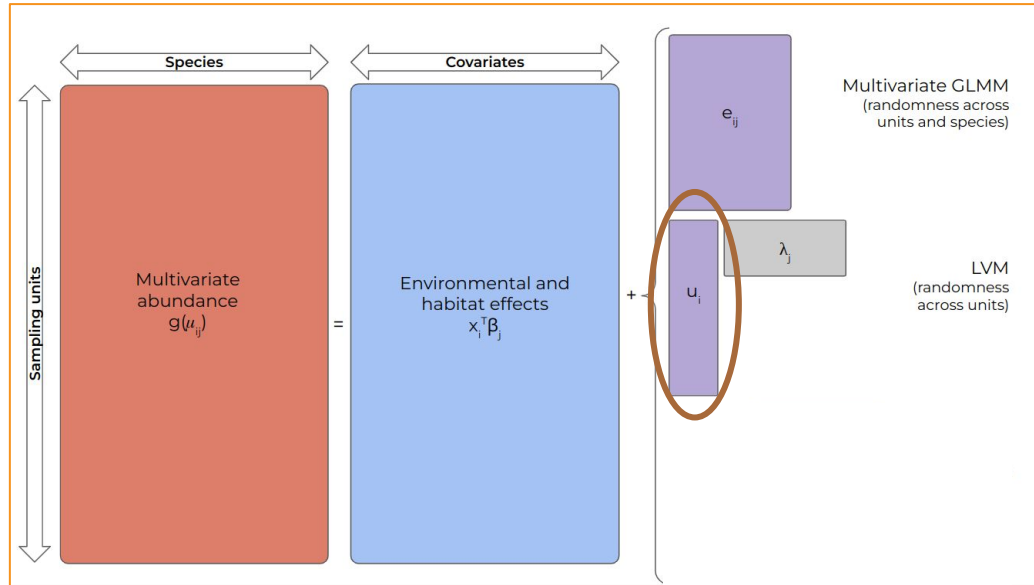 Species
Covariates
Sampling units
Multivariate
abundance
g(μij)
=
Environmental and
habitat effects
xiTβj
+
eij
ui
λj
Multivariate GLMM
(randomness across
units and species)
LVM
(randomness
across units)